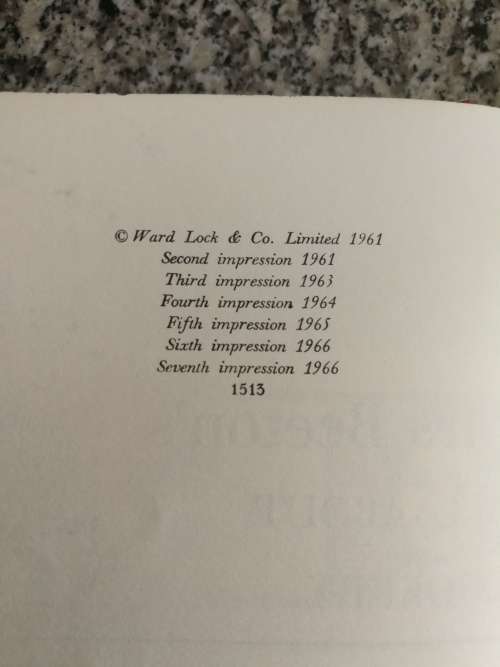 © Ward Lock & Co. Limited 1961
Second impression 1961
Third impression 1963
Fourth impression 1964
Fifth impression 1965
Sixth impression 1966
Seventh impression 1966
1513